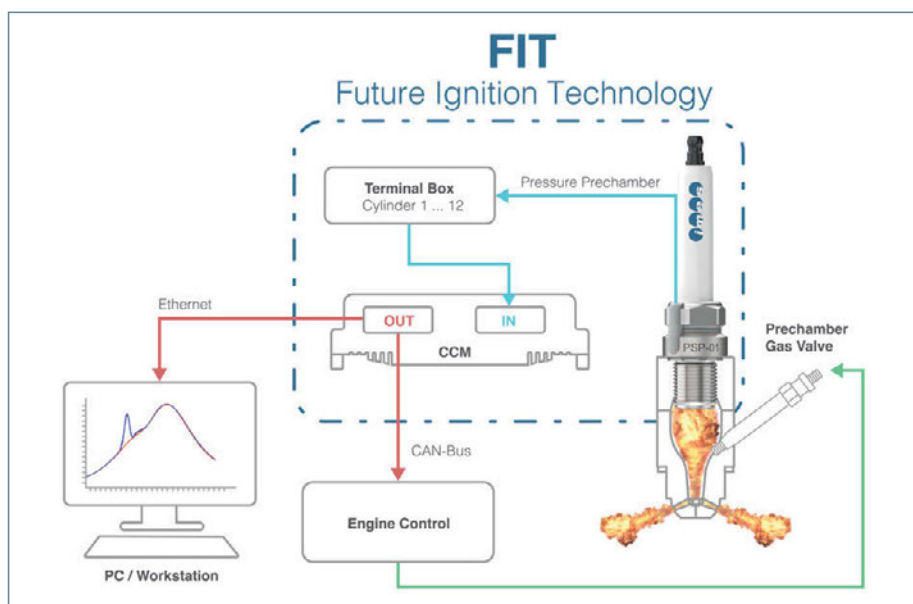 FIT
Future Ignition Technology
Terminal Box
Cylinder 1 ... 12
Pressure Prechamber
Ethernet
OUT
IN
CCM
PSP-01
Prechamber
Gas Valve
CAN-Bus
Engine Control
PC / Workstation